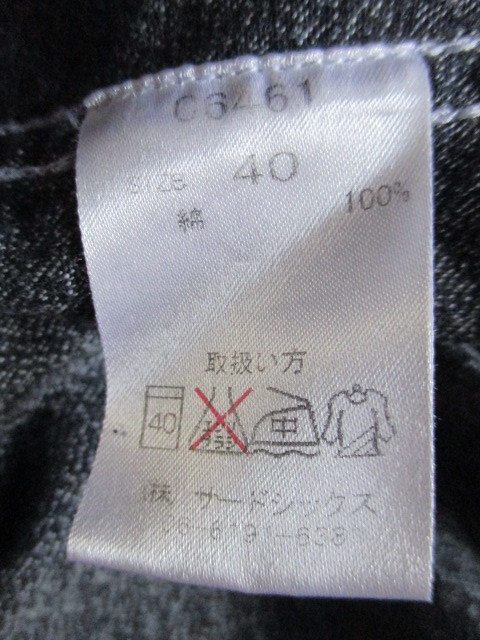 C6461
SIZE 40
綿 100%
取扱い方
40 中
㈱ サードシックス